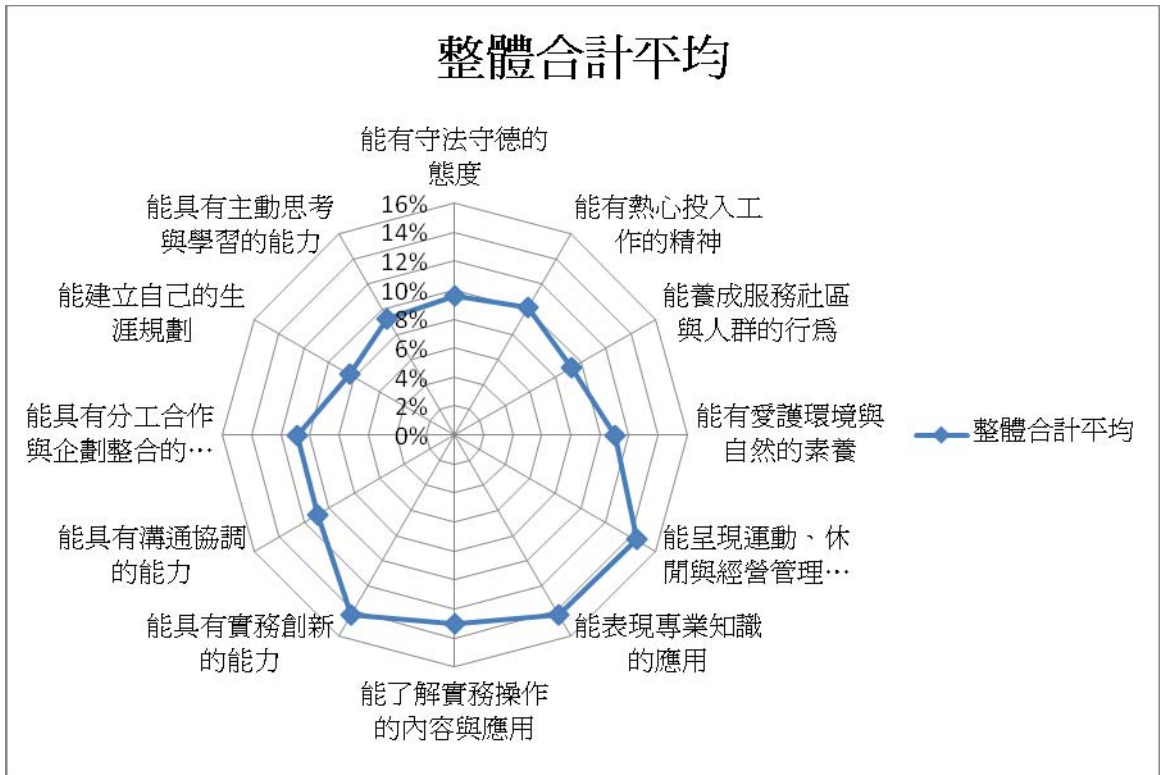 整體合計平均
能有守法守德的
態度
能有熱心投入工
作的精神
能養成服務社區
與人群的行為
能有愛護環境與
自然的素養
能呈現運動、休
閒與經營管理…
能表現專業知識
的應用
能了解實務操作
的內容與應用
能具有實務創新
的能力
能具有溝通協調
的能力
能具有分工合作
與企劃整合的…
能建立自己的生
涯規劃
能具有主動思考
與學習的能力
16%
14%
12%
10%
8%
6%
4%
2%
0%
整體合計平均